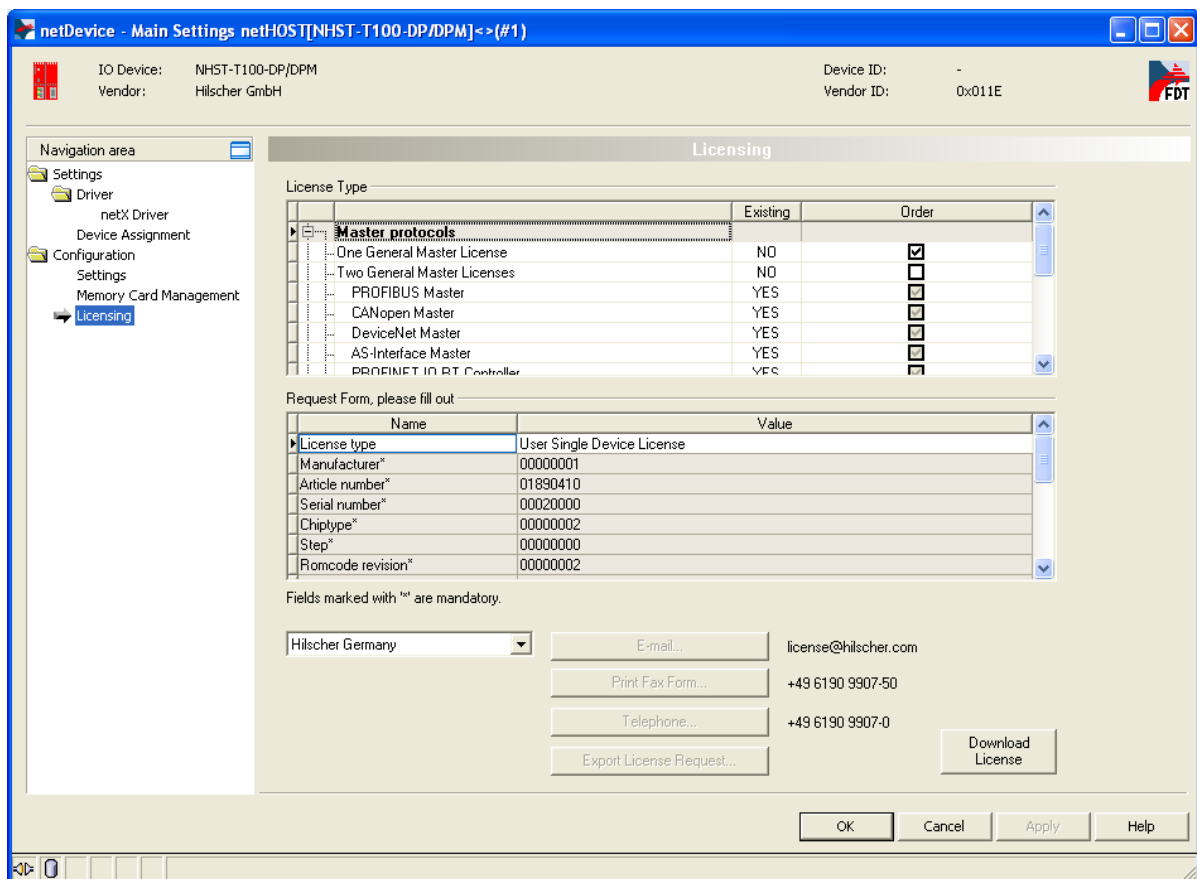 netDevice - Main Settings netHOST[NHST-T100-DP/DPM]<>(#1)
IO Device: NHST-T100-DP/DPM Device ID: -
Vendor: Hilscher GmbH Vendor ID: 0x011E
FDT
Navigation area
Settings
Driver
netX Driver
Device Assignment
Configuration
Settings
Memory Card Management
Licensing
Licensing
License Type
Existing Order
Master protocols
One General Master License NO
Two General Master Licenses NO
PROFIBUS Master YES
CANopen Master YES
DeviceNet Master YES
AS-Interface Master YES
PROFINET IO RT Controller YES
Request Form, please fill out
Name Value
License type User Single Device License
Manufacturer* 00000001
Article number* 01890410
Serial number* 00020000
Chiptype* 00000002
Step* 00000000
Romcode revision* 00000002
Fields marked with '*' are mandatory.
Hilscher Germany
E-mail... license@hilscher.com
Print Fax Form... +49 6190 9907-50
Telephone... +49 6190 9907-0
Export License Request...
Download
License
OK Cancel Apply Help